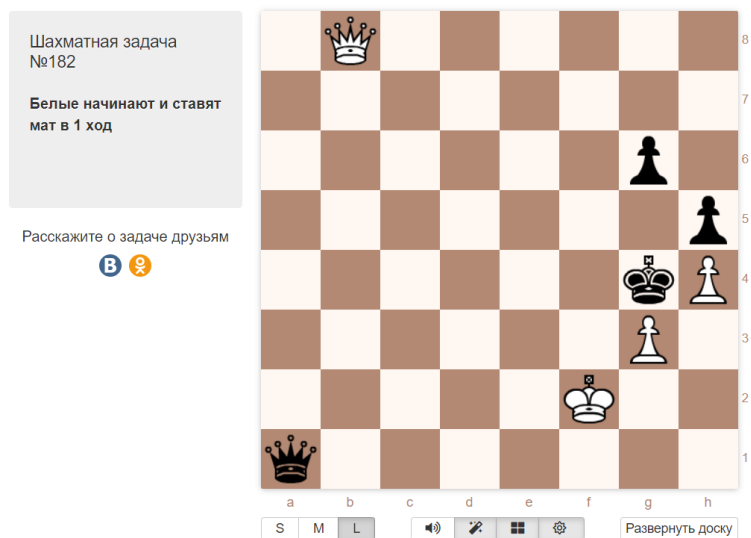 Шахматная задача
№182
Белые начинают и ставят
мат в 1 ход
Расскажите о задаче друзьям
8
7
6
5
4
3
2
1
a b c d e f g h
S M L Развернуть доску